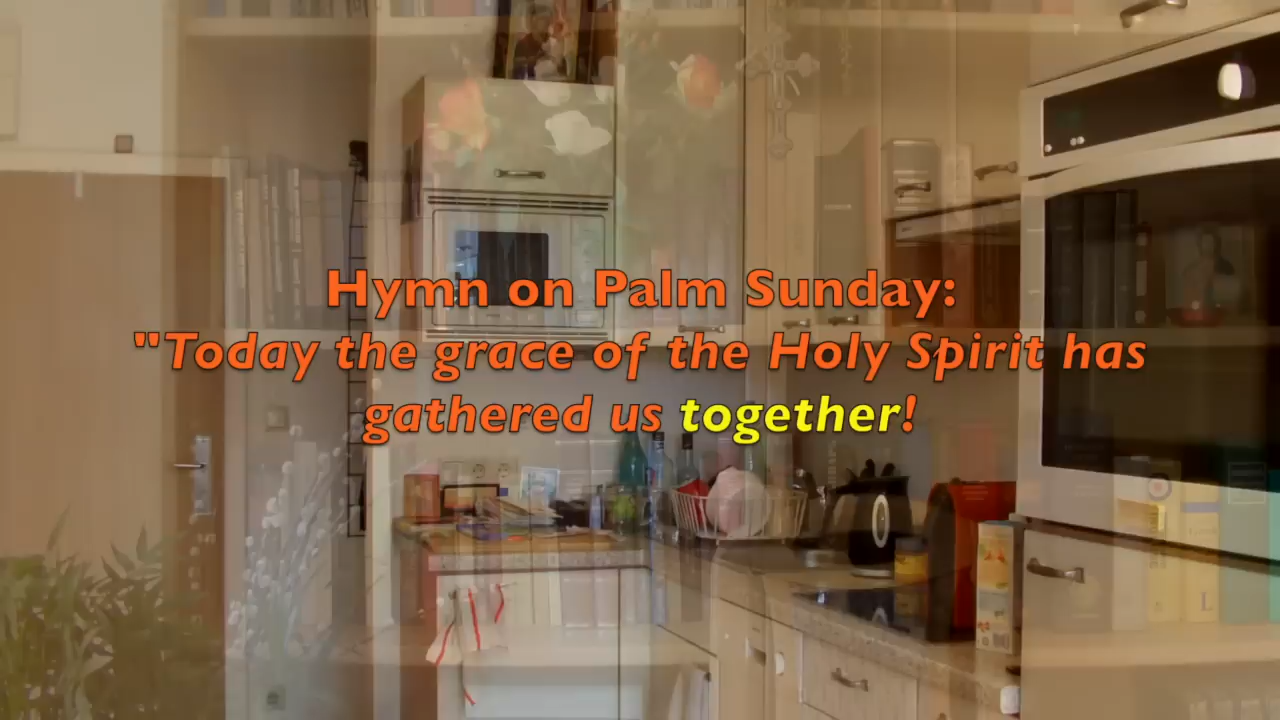 Hymn on Palm Sunday:
"Today the grace of the Holy Spirit has
gathered us together!